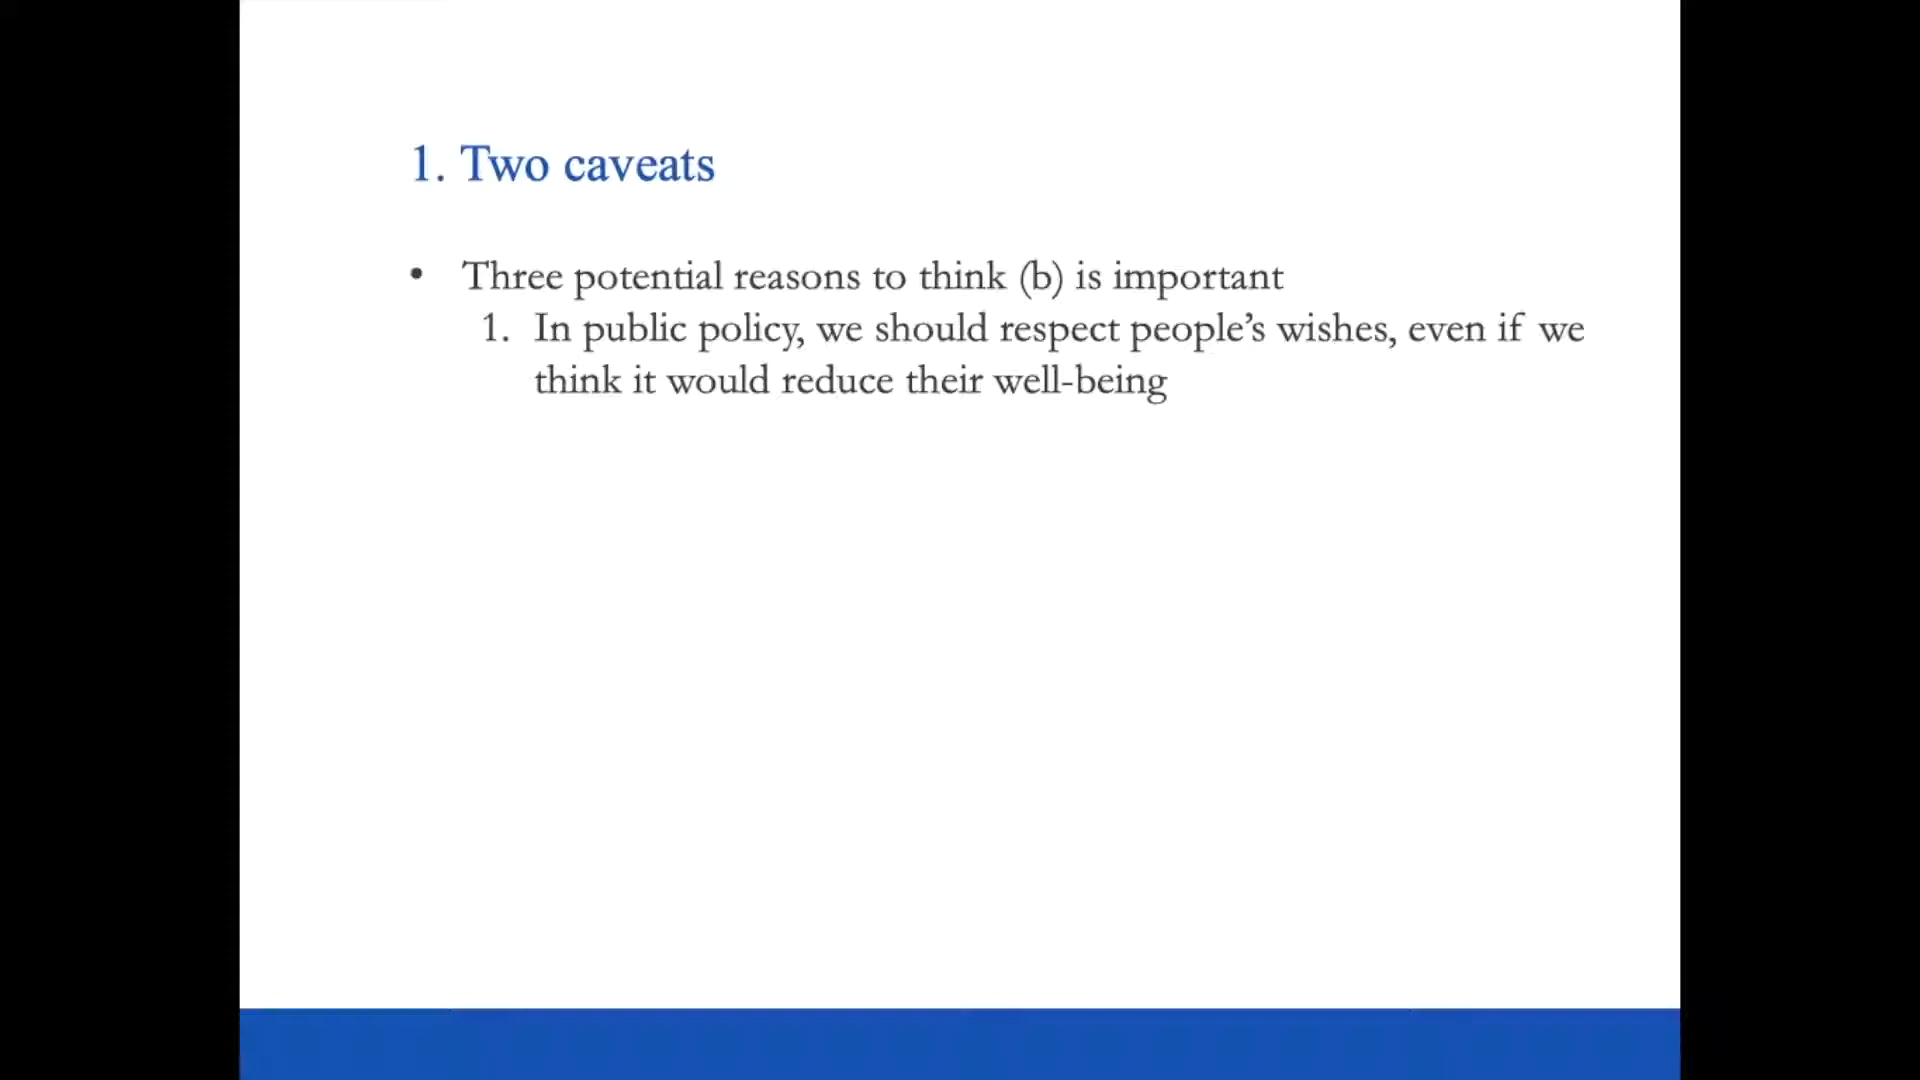 1. Two caveats
• Three potential reasons to think (b) is important
1. In public policy, we should respect people’s wishes, even if we
think it would reduce their well-being